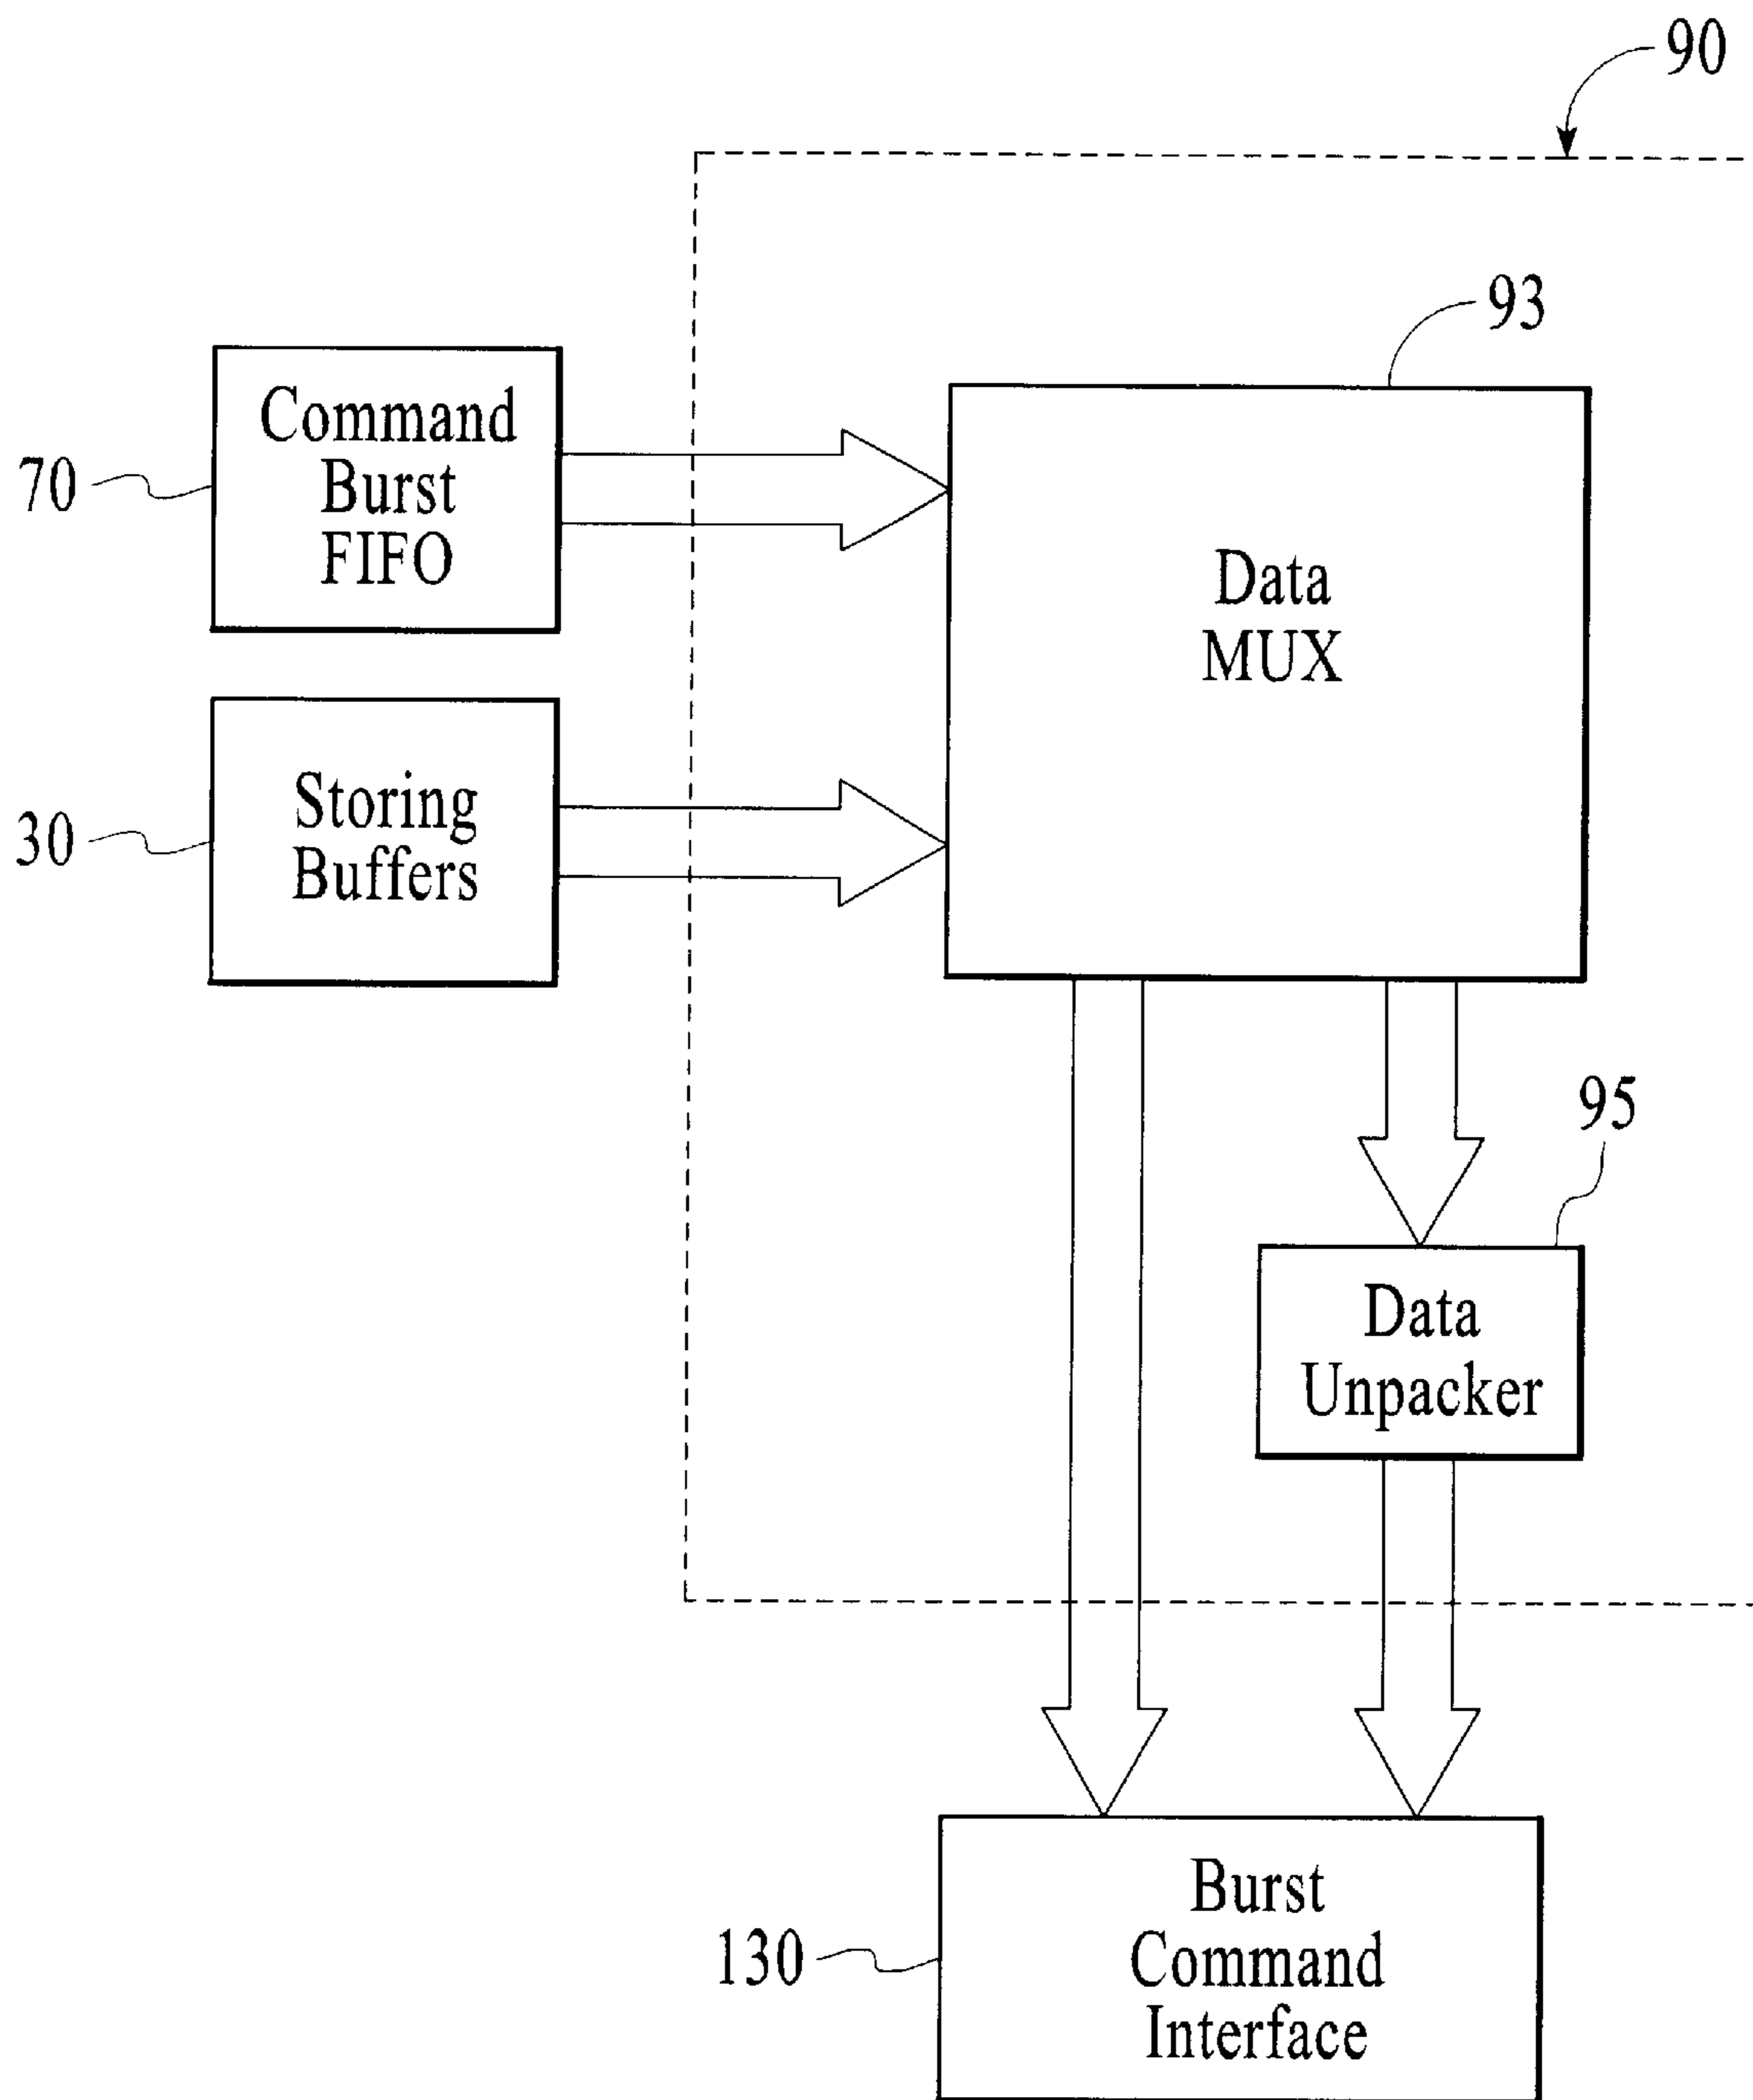 90
93
Command
Burst
FIFO
70
Data
MUX
Storing
Buffers
30
95
Data
Unpacker
Burst
Command
Interface
130